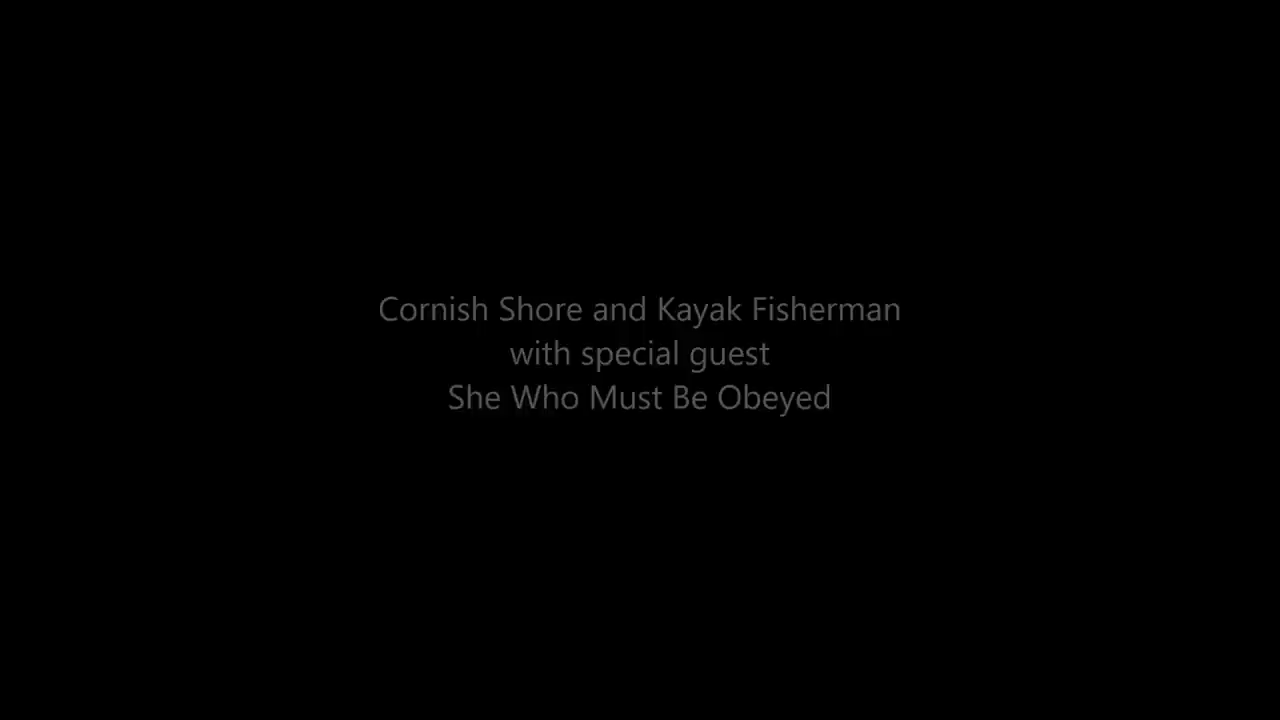 Cornish Shore and Kayak Fisherman
with special guest
She Who Must Be Obeyed